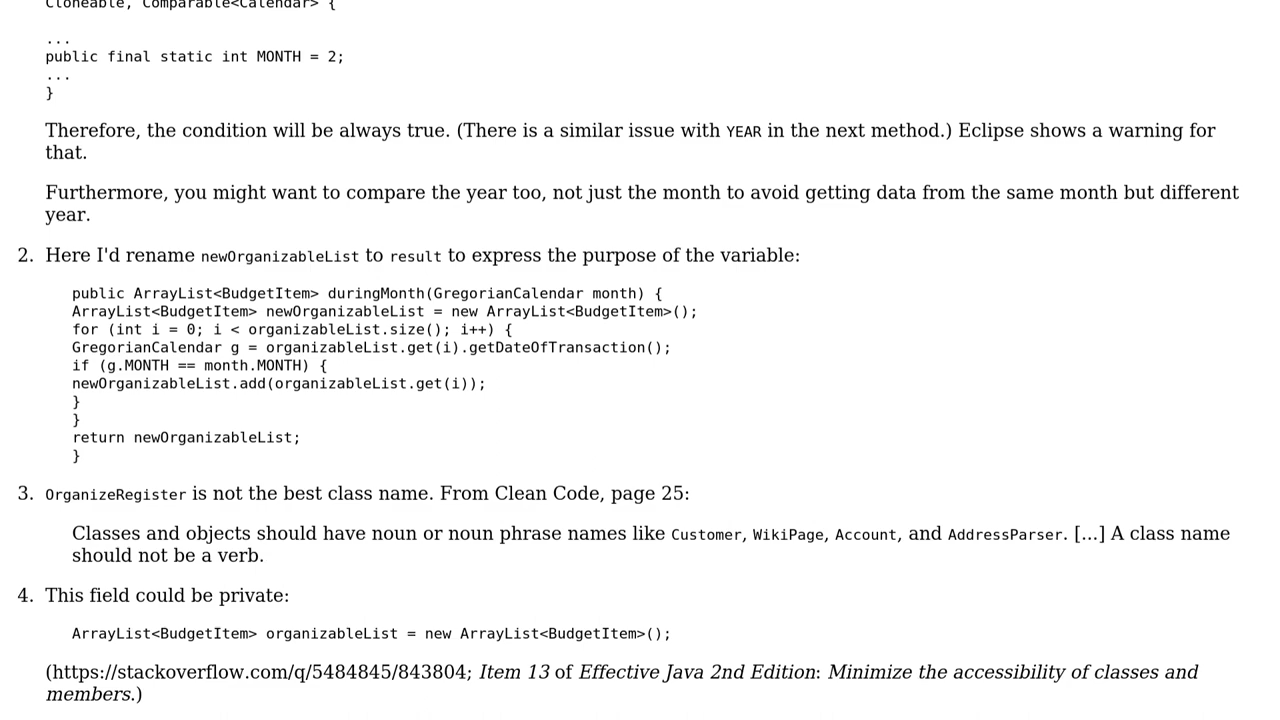 Cloneable, Comparable<Calendar> {
...
public final static int MONTH = 2;
...
}
Therefore, the condition will be always true. (There is a similar issue with YEAR in the next method.) Eclipse shows a warning for
that.
Furthermore, you might want to compare the year too, not just the month to avoid getting data from the same month but different
year.
2. Here I'd rename newOrganizableList to result to express the purpose of the variable:
public ArrayList<BudgetItem> duringMonth(GregorianCalendar month) {
ArrayList<BudgetItem> newOrganizableList = new ArrayList<BudgetItem>();
for (int i = 0; i < organizableList.size(); i++) {
GregorianCalendar g = organizableList.get(i).getDateOfTransaction();
if (g.MONTH == month.MONTH) {
newOrganizableList.add(organizableList.get(i));
}
}
return newOrganizableList;
}
3. OrganizeRegister is not the best class name. From Clean Code, page 25:
Classes and objects should have noun or noun phrase names like Customer, WikiPage, Account, and AddressParser. [...] A class name
should not be a verb.
4. This field could be private:
ArrayList<BudgetItem> organizableList = new ArrayList<BudgetItem>();
(https://stackoverflow.com/q/5484845/843804; Item 13 of Effective Java 2nd Edition: Minimize the accessibility of classes and
members.)